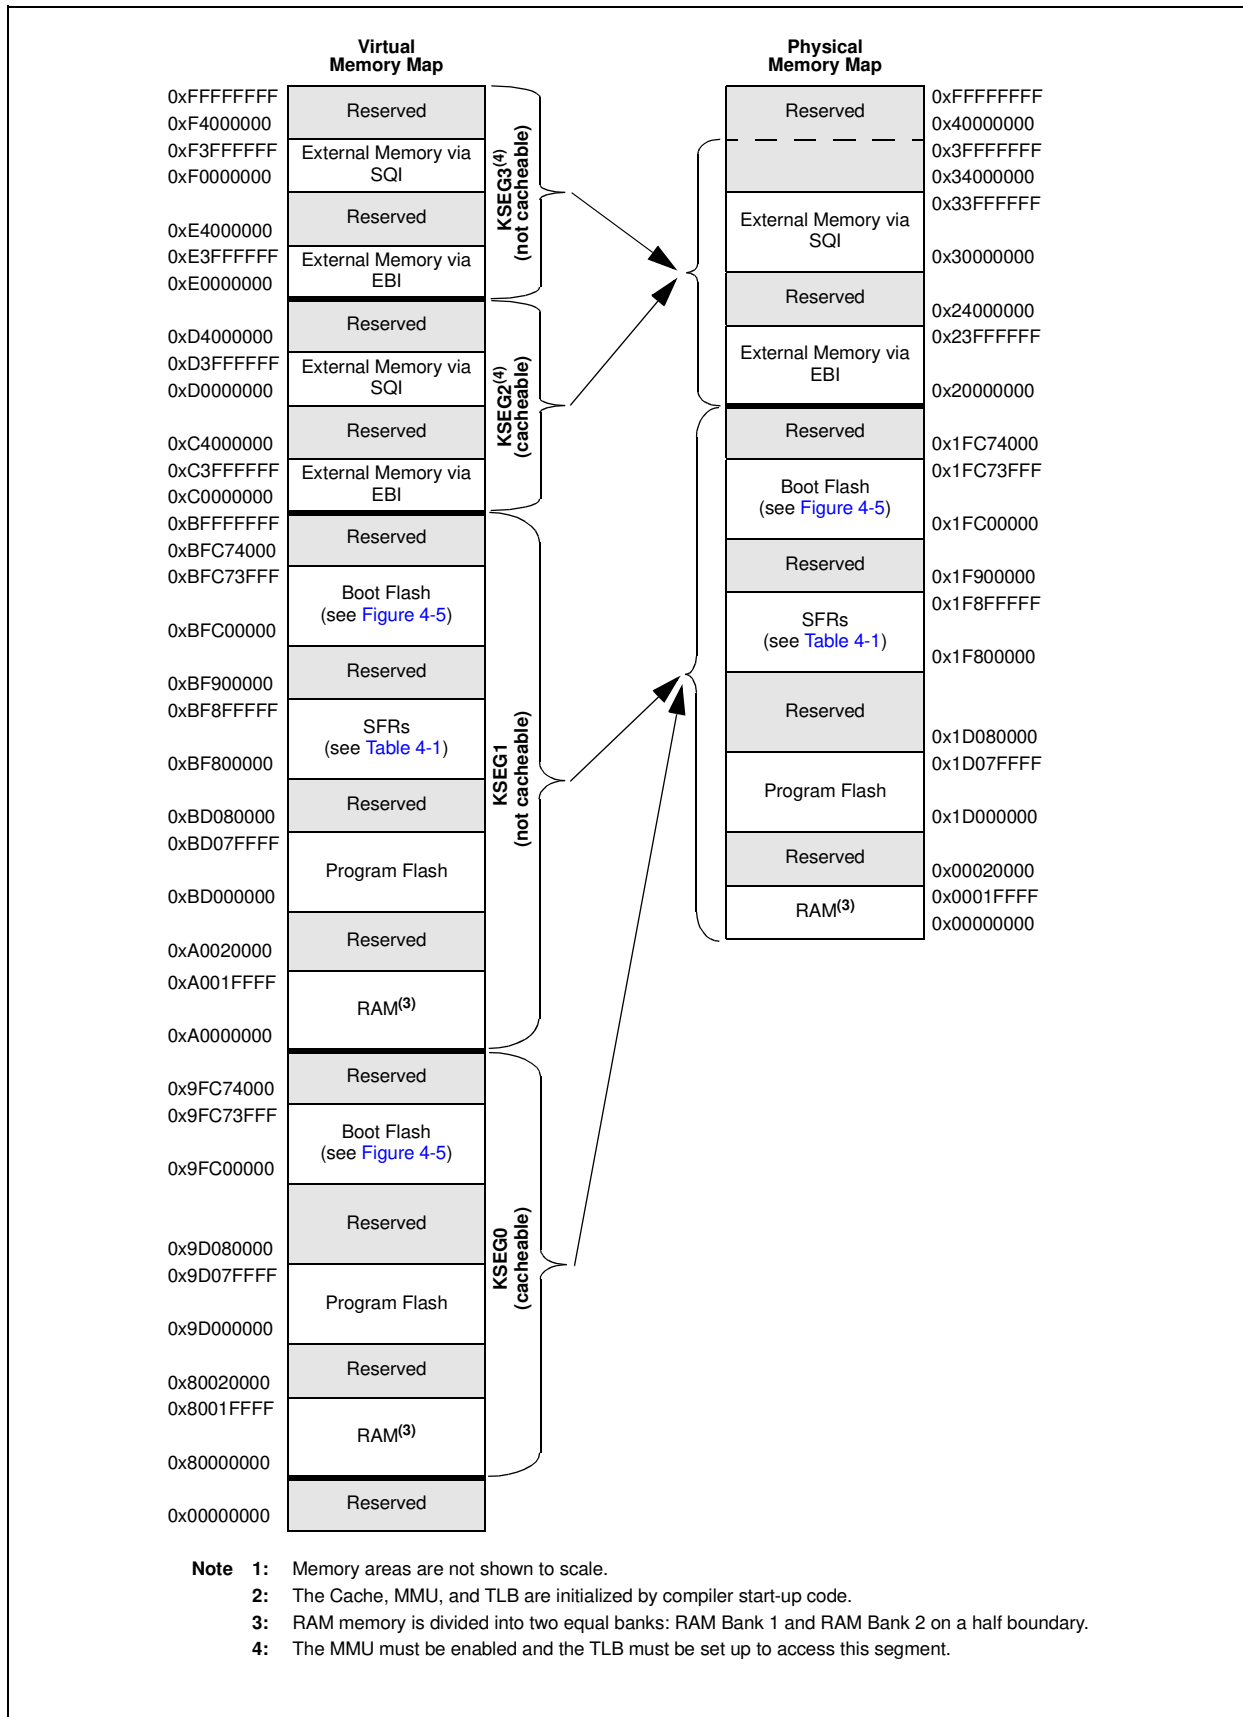 Virtual
Memory Map
0xFFFFFFFF
Reserved
0xF4000000
0xF3FFFFFF
External Memory via
SQI
0xF0000000
Reserved
0xE4000000
0xE3FFFFFF
External Memory via
EBI
0xE0000000
KSEG3(4)
(not cacheable)
Reserved
0xD4000000
0xD3FFFFFF
External Memory via
SQI
0xD0000000
Reserved
0xC4000000
0xC3FFFFFF
External Memory via
EBI
0xC0000000
KSEG2(4)
(cacheable)
0xBFFFFFFF
Reserved
0xBFC74000
0xBFC73FFF
Boot Flash
(see Figure 4-5)
0xBFC00000
Reserved
0xBF900000
0xBF8FFFFF
SFRs
(see Table 4-1)
0xBF800000
Reserved
0xBD080000
0xBD07FFFF
Program Flash
0xBD000000
Reserved
0xA0020000
0xA001FFFF
RAM(3)
0xA0000000
KSEG1
(not cacheable)
Reserved
0x9FC74000
0x9FC73FFF
Boot Flash
(see Figure 4-5)
0x9FC00000
Reserved
0x9D080000
0x9D07FFFF
Program Flash
0x9D000000
Reserved
0x80020000
0x8001FFFF
RAM(3)
0x80000000
KSEG0
(cacheable)
Reserved
0x00000000
Physical
Memory Map
Reserved
0xFFFFFFFF
0x40000000
0x3FFFFFFF
0x34000000
0x33FFFFFF
External Memory via
SQI
0x30000000
Reserved
0x24000000
0x23FFFFFF
External Memory via
EBI
0x20000000
Reserved
0x1FC74000
0x1FC73FFF
Boot Flash
(see Figure 4-5)
0x1FC00000
Reserved
0x1F900000
0x1F8FFFFF
SFRs
(see Table 4-1)
0x1F800000
Reserved
0x1D080000
0x1D07FFFF
Program Flash
0x1D000000
Reserved
0x00020000
0x0001FFFF
RAM(3)
0x00000000
Note 1: Memory areas are not shown to scale.
2: The Cache, MMU, and TLB are initialized by compiler start-up code.
3: RAM memory is divided into two equal banks: RAM Bank 1 and RAM Bank 2 on a half boundary.
4: The MMU must be enabled and the TLB must be set up to access this segment.